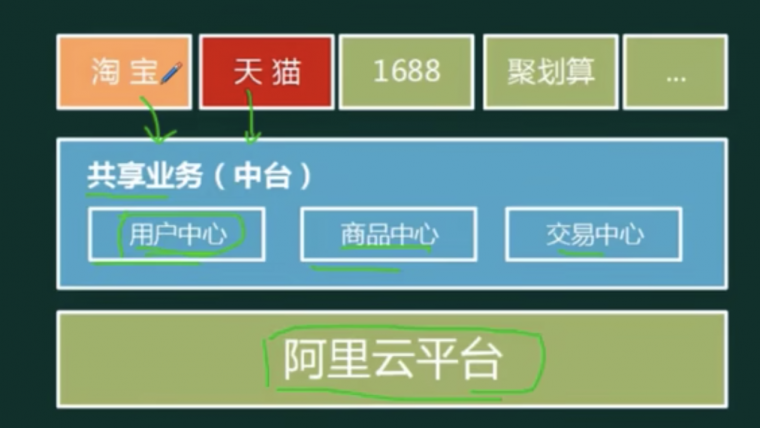 淘宝 天猫 1688 聚划算 ...
共享业务（中台）
用户中心 商品中心 交易中心
阿里云平台